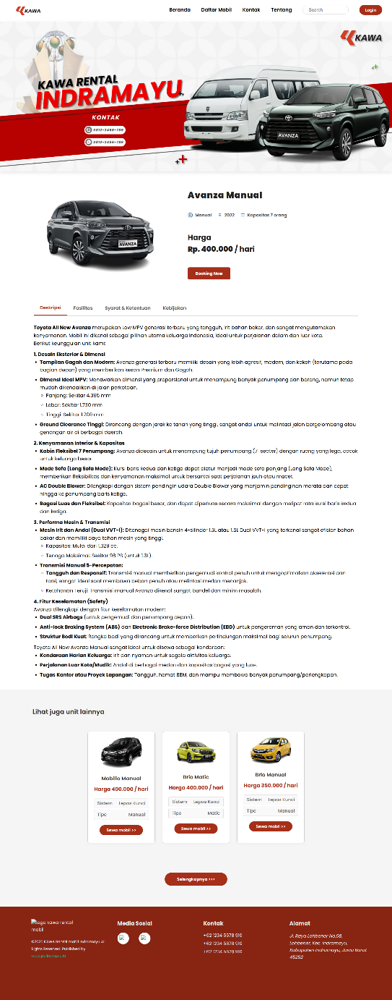 KAWA
Beranda Daftar Mobil Kontak Tentang Search Login
KAWA
KAWA RENTAL
INDRAMAYU
KONTAK
0812-3456-789
0812-3456-789
AVANZA
Avanza Manual
AVANZA
Manual 2022 Kapasitas 7 orang
Harga
Rp. 400.000 / hari
Booking Now
Deskripsi Fasilitas Syarat & Ketentuan Kebijakan
Toyota All New Avanza merupakan Low MPV generasi terbaru yang tangguh, irit bahan bakar, dan sangat mengutamakan
kenyamanan. Mobil ini dikenal sebagai pilihan utama keluarga Indonesia, ideal untuk perjalanan dalam dan luar kota.
Berikut keunggulan unit kami:
1. Desain Eksterior & Dimensi
• Tampilan Gagah dan Modern: Avanza generasi terbaru memiliki desain yang lebih agresif, modern, dan kokoh (terutama pada
bagian depan) yang memberikan kesan Premium dan Gagah.
• Dimensi Ideal MPV: Menawarkan dimensi yang proporsional untuk menampung banyak penumpang dan barang, namun tetap
mudah dikendalikan di jalan perkotaan.
○ Panjang: Sekitar 4.395 mm
○ Lebar: Sekitar 1.730 mm
○ Tinggi: Sekitar 1.700 mm
• Ground Clearance Tinggi: Dirancang dengan jarak ke tanah yang tinggi, sangat andal untuk melintasi jalan bergelombang atau
genangan air di berbagai daerah.
2. Kenyamanan Interior & Kapasitas
• Kabin Fleksibel 7 Penumpang: Avanza didesain untuk menampung tujuh penumpang (7-seater) dengan ruang yang lega, cocok
untuk keluarga besar.
• Mode Sofa (Long Sofa Mode): Kursi baris kedua dan ketiga dapat diatur menjadi mode sofa panjang (Long Sofa Mode),
memberikan fleksibilitas dan kenyamanan maksimal untuk bersantai saat perjalanan jauh atau macet.
• AC Double Blower: Dilengkapi dengan sistem pendingin udara Double Blower yang menjamin pendinginan merata dan cepat
hingga ke penumpang baris ketiga.
• Bagasi Luas dan Fleksibel: Kapasitas bagasi besar, dan dapat diperluas secara maksimal dengan melipat rata kursi baris kedua
dan ketiga.
3. Performa Mesin & Transmisi
• Mesin Irit dan Andal (Dual VVT-i): Ditenagai mesin bensin 4-silinder 1.3L atau 1.5L Dual VVT-i yang terkenal sangat efisien bahan
bakar dan memiliki daya tahan mesin yang tinggi.
○ Kapasitas: Mulai dari 1.329 cc.
○ Tenaga Maksimal: Sekitar 98 PS (untuk 1.3L).
• Transmisi Manual 5-Percepatan:
○ Tangguh dan Responsif: Transmisi manual memberikan pengemudi kontrol penuh untuk mengoptimalkan akselerasi dan
torsi, sangat ideal saat membawa beban penuh atau melintasi medan menanjak.
○ Ketahanan Teruji: Transmisi manual Avanza dikenal sangat bandel dan minim masalah.
4. Fitur Keselamatan (Safety)
Avanza dilengkapi dengan fitur keselamatan modern:
• Dual SRS Airbags (untuk pengemudi dan penumpang depan).
• Anti-lock Braking System (ABS) dan Electronic Brake-force Distribution (EBD) untuk pengereman yang aman dan terkontrol.
• Struktur Bodi Kuat: Rangka bodi yang dirancang untuk memberikan perlindungan maksimal bagi seluruh penumpang.
Toyota All New Avanza Manual sangat ideal untuk disewa sebagai kendaraan:
• Kendaraan Harian Keluarga: Irit dan nyaman untuk segala aktivitas keluarga.
• Perjalanan Luar Kota/Mudik: Andal di berbagai medan dan kapasitas bagasi yang luas.
• Tugas Kantor atau Proyek Lapangan: Tangguh, hemat BBM, dan mampu membawa banyak penumpang/perlengkapan.
Lihat juga unit lainnya
Mobilio Manual
Harga 400.000 / hari
Sistem Lepas Kunci
Tipe Manual
Sewa mobil >>
Brio Matic
Harga 400.000 / hari
Sistem Lepas Kunci
Tipe Matic
Sewa mobil >>
Brio Manual
Harga 350.000 / hari
Sistem Lepas Kunci
Tipe Manual
Sewa mobil >>
Selengkapnya >>>
logo kawa rental
mobil
©2025 KAWA Rental mobil Indramayu All
Rights Reserved. Published by
www.polindra.ac.id
Media Sosial
Kontak
+62 1234 5678 910
+62 1234 5678 910
+62 1234 5678 910
Alamat
Jl. Raya Lohbener No.08,
Lohbener, Kec. Indramayu,
Kabupaten Indramayu, Jawa Barat
45252